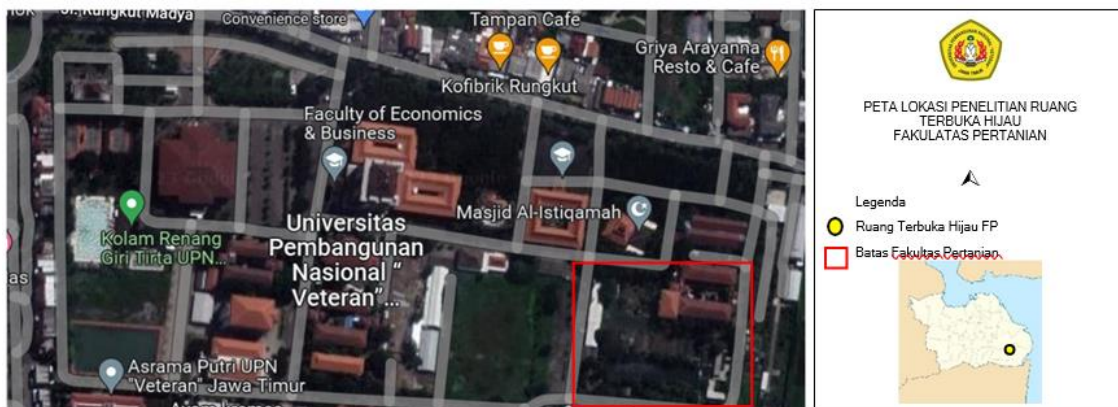 Jl. Rungkut Madya
Convenience store
Tampan Cafe
Kofibrik Rungkut
Griya Arayanna
Resto & Cafe
Faculty of Economics
& Business
Masjid Al-Istiqamah
Universitas
Pembangunan
Nasional “
Veteran”...
Kolam Renang
Giri Tirta UPN...
as
Asrama Putri UPN
"Veteran" Jawa Timur
PETA LOKASI PENELITIAN RUANG
TERBUKA HIJAU
FAKULATAS PERTANIAN
Legenda
Ruang Terbuka Hijau FP
Batas Fakultas Pertanian